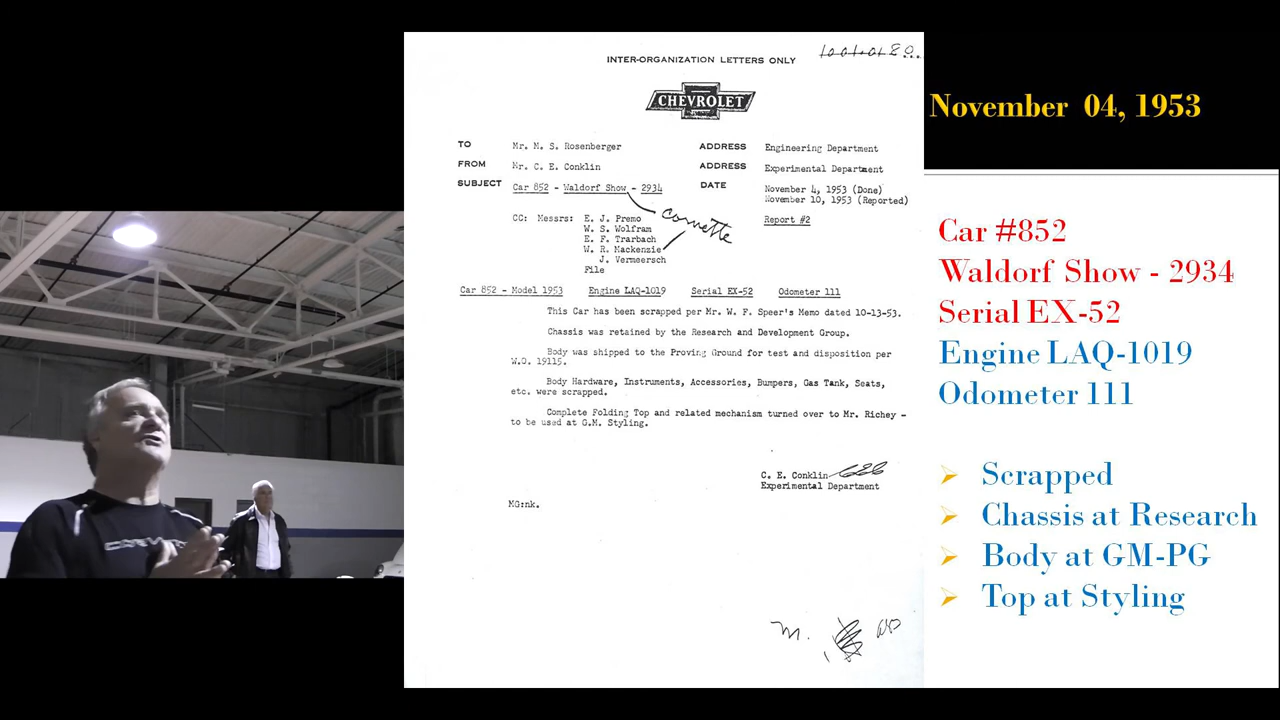 INTER-ORGANIZATION LETTERS ONLY
CHEVROLET
TO Mr. M. S. Rosenberger ADDRESS Engineering Department
FROM Mr. C. E. Conklin ADDRESS Experimental Department
SUBJECT Car 852 - Waldorf Show - 2934 DATE November 4, 1953 (Done)
November 10, 1953 (Reported)
corvette
CC: Messrs: E. J. Premo Report #2
W. S. Wolfram
E. F. Trarbach
W. R. Mackenzie
J. Vermeersch
File
Car 852 - Model 1953 Engine LAQ-1019 Serial EX-52 Odometer 111
This Car has been scrapped per Mr. W. F. Speer's Memo dated 10-13-53.
Chassis was retained by the Research and Development Group.
Body was shipped to the Proving Ground for test and disposition per
W.O. 19115.
Body Hardware, Instruments, Accessories, Bumpers, Gas Tank, Seats,
etc. were scrapped.
Complete Folding Top and related mechanism turned over to Mr. Richey -
to be used at G.M. Styling.
C. E. Conklin
Experimental Department
MG:nk.
M.
November 04, 1953
Car #852
Waldorf Show - 2934
Serial EX-52
Engine LAQ-1019
Odometer 111
Scrapped
Chassis at Research
Body at GM-PG
Top at Styling